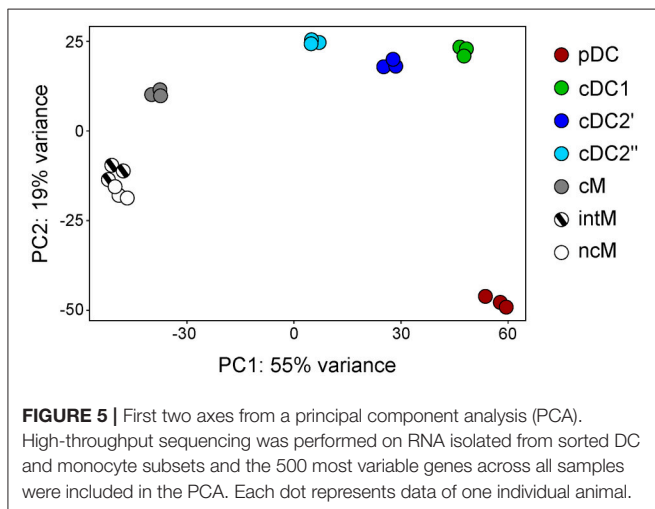 25
0
-25
-50
PC2: 19% variance
-30
0
30
60
PC1: 55% variance
pDC
cDC1
cDC2'
cDC2"
cM
intM
ncM
FIGURE 5 | First two axes from a principal component analysis (PCA).
High-throughput sequencing was performed on RNA isolated from sorted DC
and monocyte subsets and the 500 most variable genes across all samples
were included in the PCA. Each dot represents data of one individual animal.